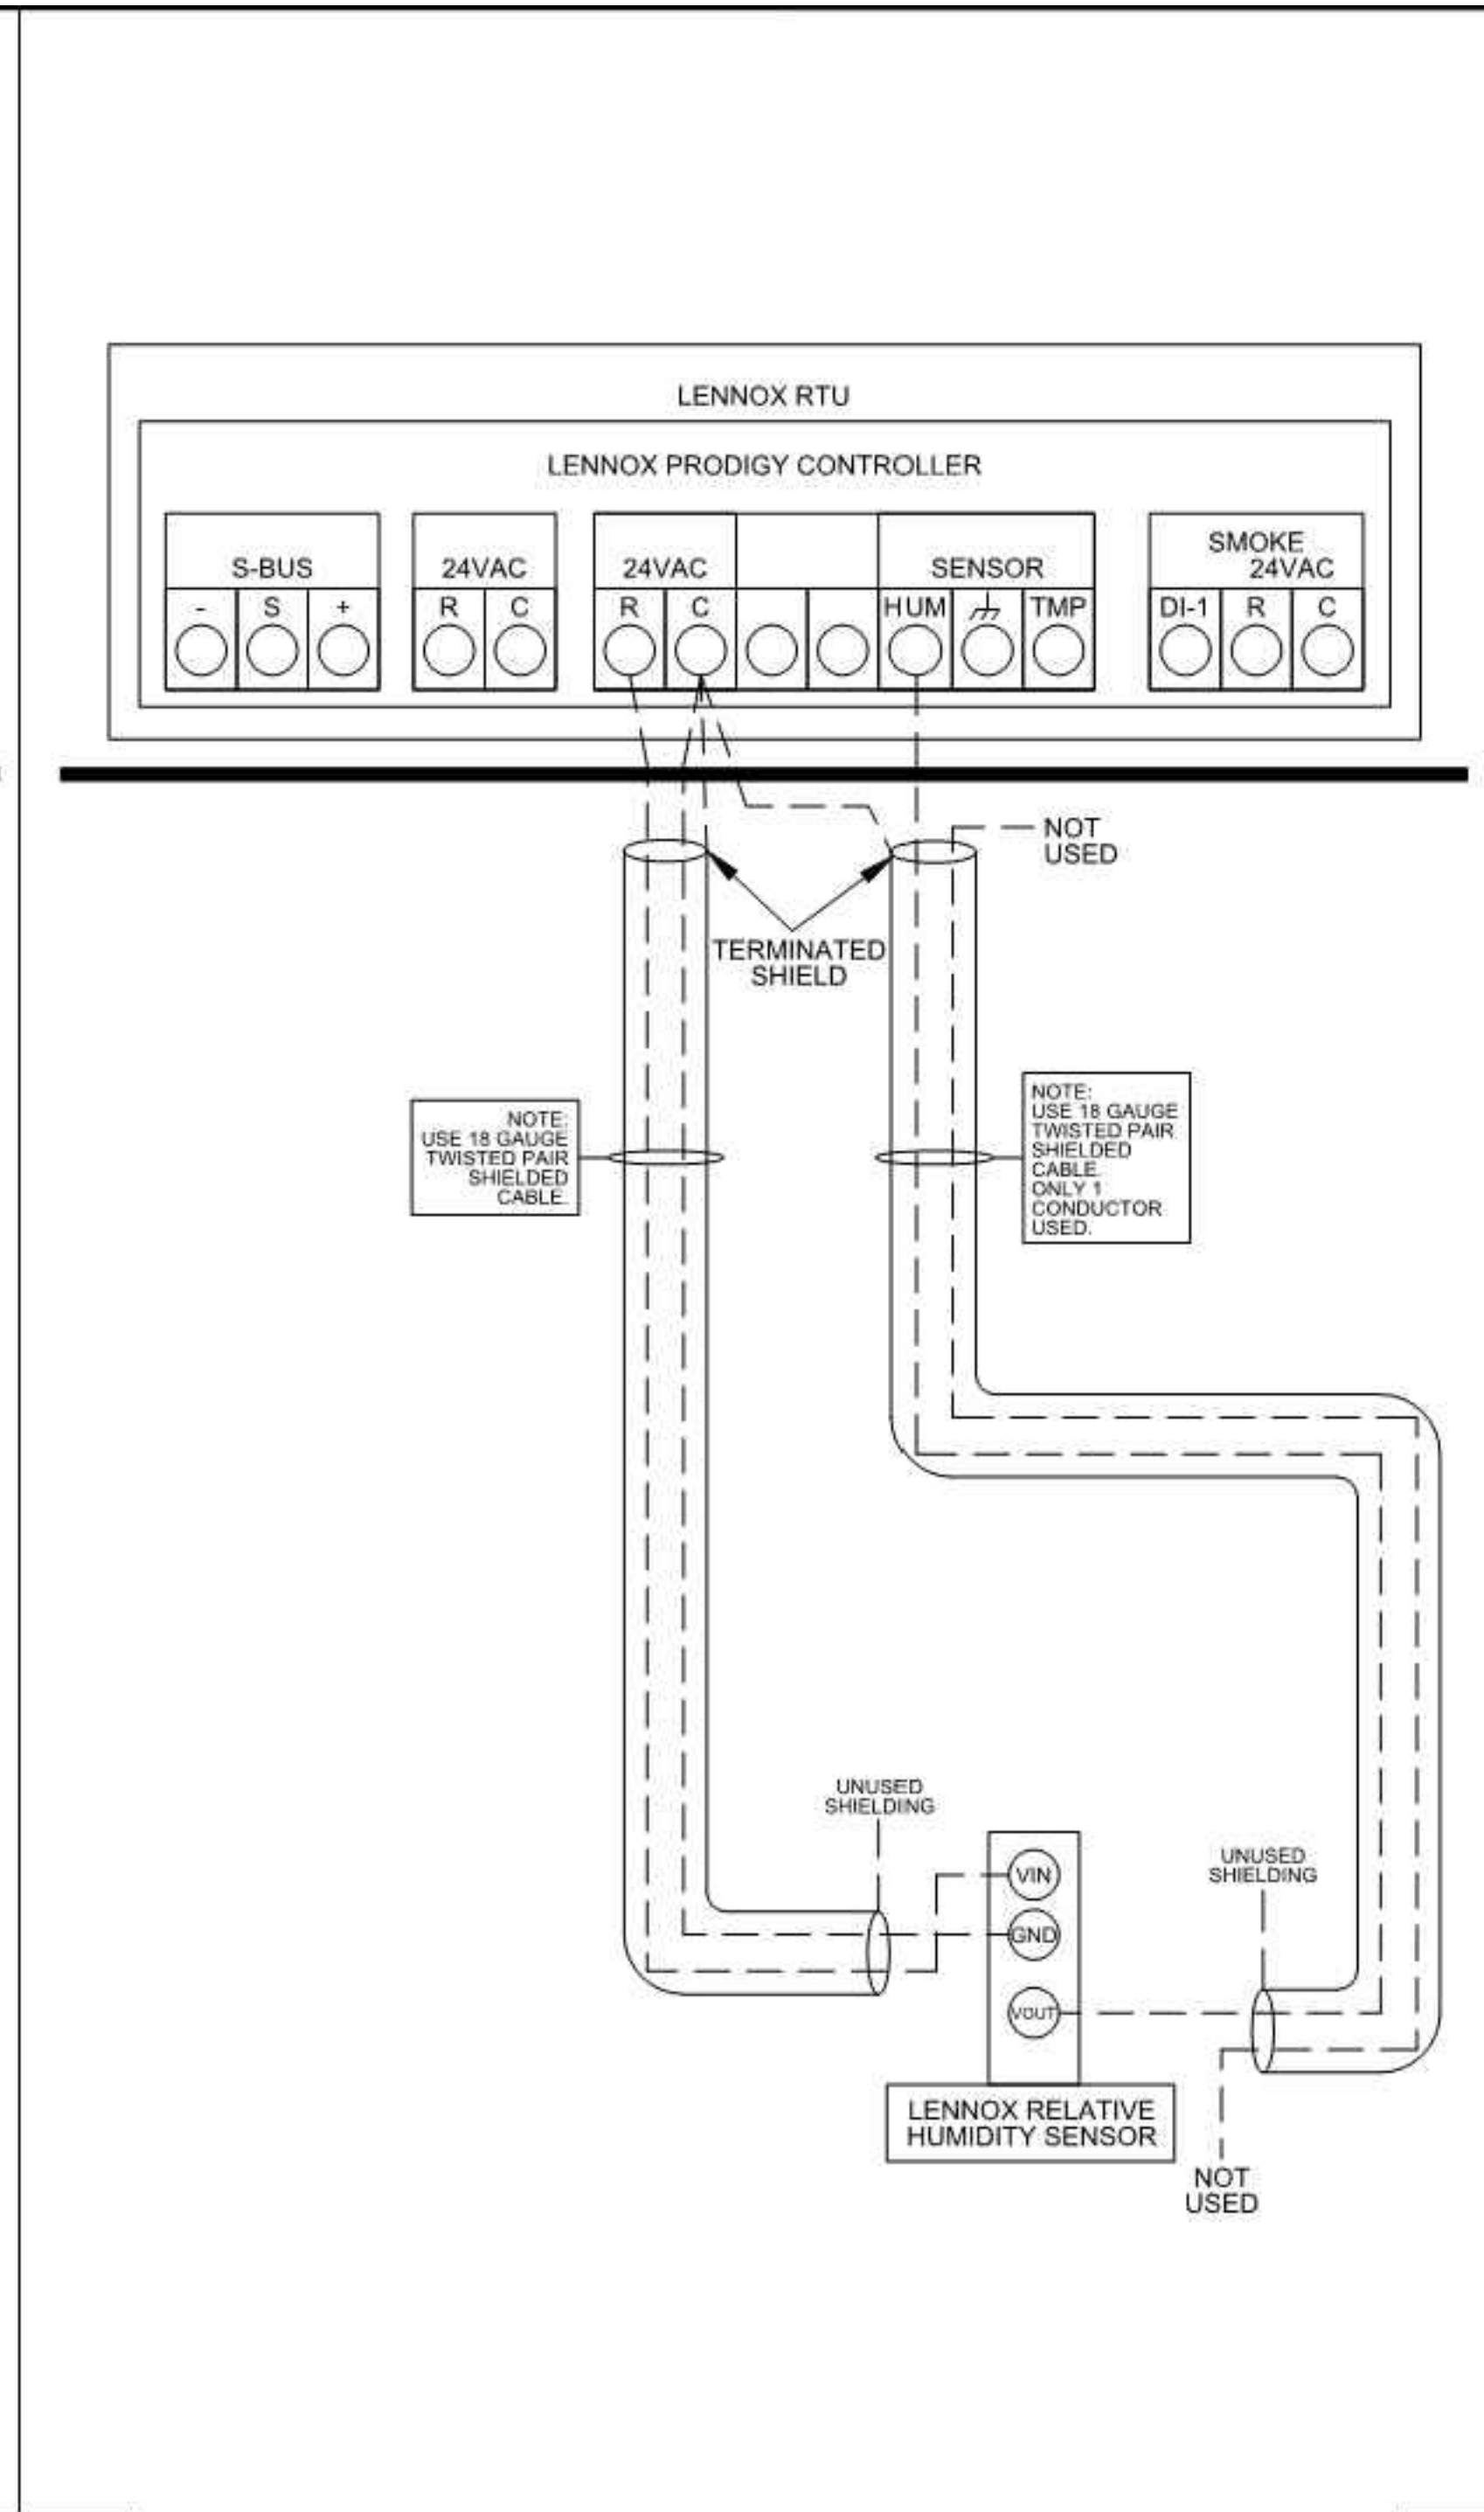 LENNOX RTU
LENNOX PRODIGY CONTROLLER
S-BUS
24VAC
24VAC
SENSOR
SMOKE
24VAC
- S +
R C
R C
HUM TMP
DI-1 R C
NOT
USED
TERMINATED
SHIELD
NOTE:
USE 18 GAUGE
TWISTED PAIR
SHIELDED
CABLE.
NOTE:
USE 18 GAUGE
TWISTED PAIR
SHIELDED
CABLE.
ONLY 1
CONDUCTOR
USED.
UNUSED
SHIELDING
VIN
GND
VOUT
UNUSED
SHIELDING
LENNOX RELATIVE
HUMIDITY SENSOR
NOT
USED